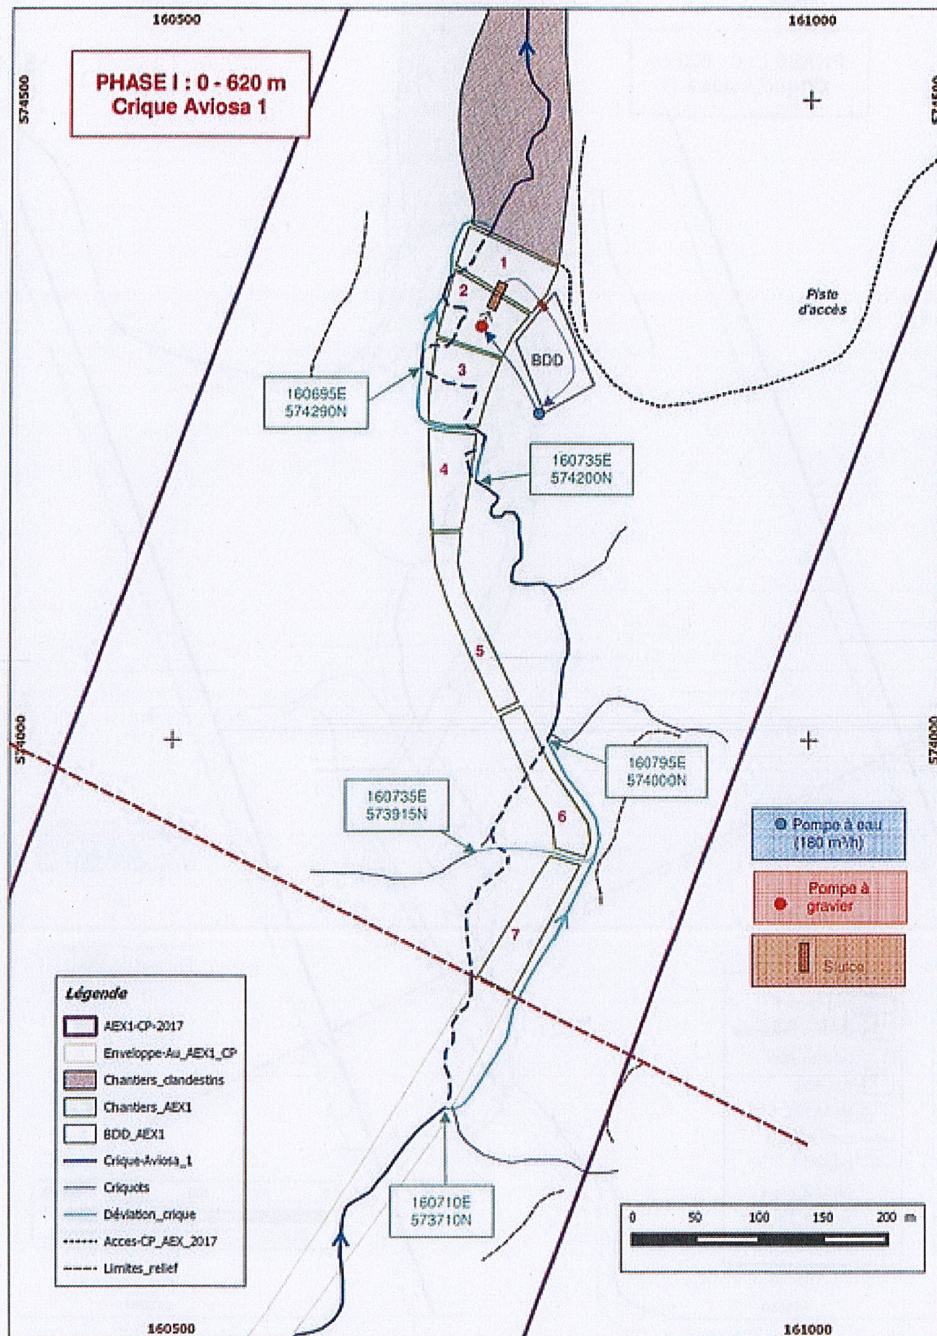 160500
161000
574500
574500
PHASE I : 0 - 620 m
Crique Aviosa 1
1
2
3
BDD
Piste
d'accès
160695E
574290N
4
160735E
574200N
5
574000
574000
160795E
574000N
160735E
573915N
6
7
Pompe à eau
(180 m³/h)
Pompe à
gravier
Sluice
Légende
AEX1-CP-2017
Enveloppe-Au_AEX1_CP
Chantiers_clandestins
Chantiers_AEX1
BDD_AEX1
Crique-Aviosa_1
Criquots
Déviation_crique
Acces-CP_AEX_2017
Limites_relief
160710E
573710N
0 50 100 150 200 m
160500
161000